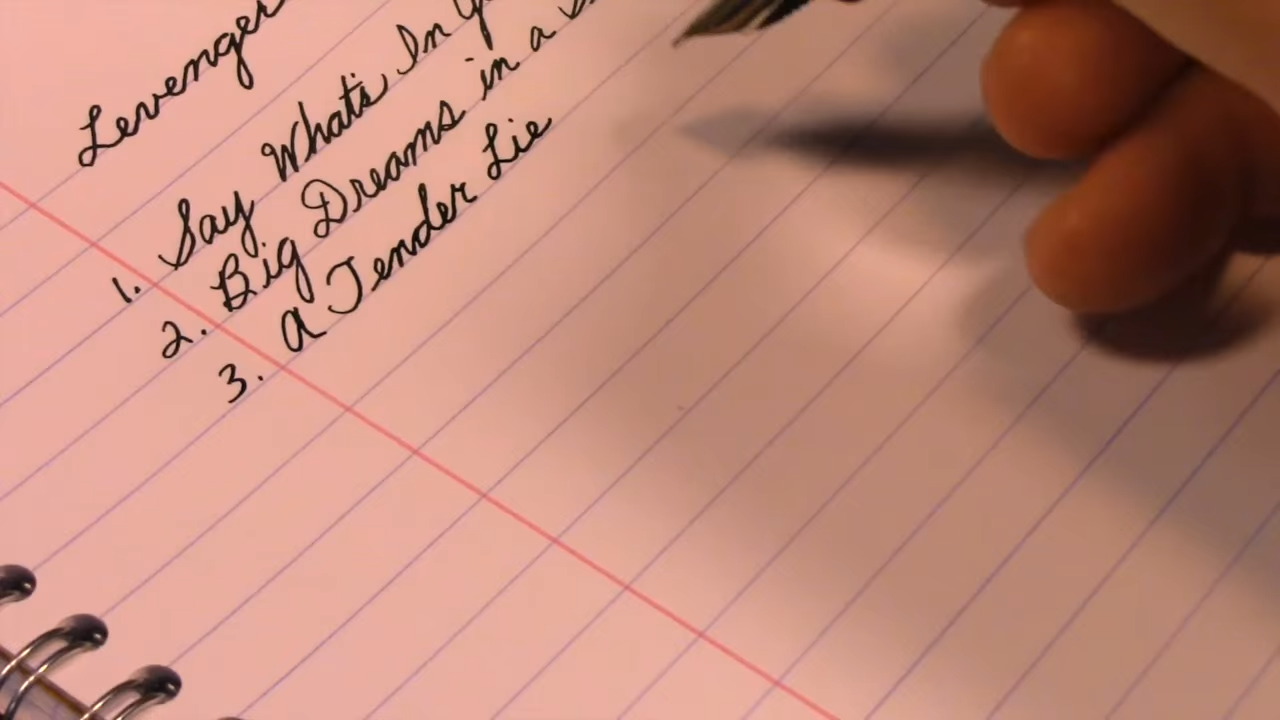 Levenger
1. Say What's In
2. Big Dreams in a
3. A Tender Lie